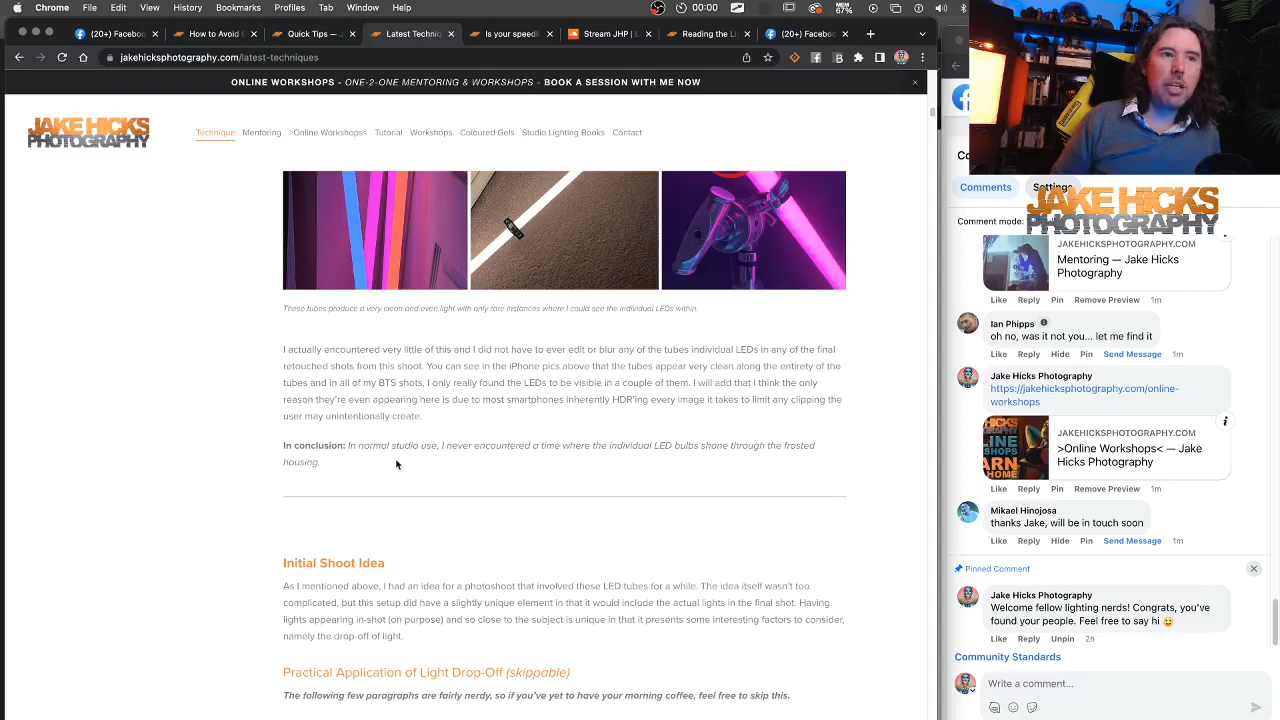 Chrome File Edit View History Bookmarks Profiles Tab Window Help
00:00
MEM
67%
(20+) Faceboo
How to Avoid C
Quick Tips — J
Latest Techniq
Is your speedl
Stream JHP | L
Reading the Li
(20+) Faceboo
jakehicksphotography.com/latest-techniques
ONLINE WORKSHOPS - ONE-2-ONE MENTORING & WORKSHOPS - BOOK A SESSION WITH ME NOW
JAKE HICKS
PHOTOGRAPHY
Technique Mentoring >Online Workshops< Tutorial Workshops Coloured Gels Studio Lighting Books Contact
These tubes produce a very clean and even light with only rare instances where I could see the individual LEDs within.
I actually encountered very little of this and I did not have to ever edit or blur any of the tubes individual LEDs in any of the final
retouched shots from this shoot. You can see in the iPhone pics above that the tubes appear very clean along the entirety of the
tubes and in all of my BTS shots, I only really found the LEDs to be visible in a couple of them. I will add that I think the only
reason they're even appearing here is due to most smartphones inherently HDR'ing every image it takes to limit any clipping the
user may unintentionally create.
In conclusion: In normal studio use, I never encountered a time where the individual LED bulbs shone through the frosted
housing.
Initial Shoot Idea
As I mentioned above, I had an idea for a photoshoot that involved these LED tubes for a while. The idea itself wasn't too
complicated, but this setup did have a slightly unique element in that it would include the actual lights in the final shot. Having
lights appearing in-shot (on purpose) and so close to the subject is unique in that it presents some interesting factors to consider,
namely the drop-off of light.
Practical Application of Light Drop-Off (skippable)
The following few paragraphs are fairly nerdy, so if you've yet to have your morning coffee, feel free to skip this.
Co
Comments Settings
JAKE HICKS
PHOTOGRAPHY
Comment mode:
JAKEHICKSPHOTOGRAPHY.COM
Mentoring — Jake Hicks
Photography
Like Reply Pin Remove Preview 1m
Ian Phipps
oh no, was it not you... let me find it
Like Reply Hide Pin Send Message 1m
Jake Hicks Photography
https://jakehicksphotography.com/online-
workshops
JAKEHICKSPHOTOGRAPHY.COM
>Online Workshops< — Jake
Hicks Photography
Like Reply Pin Remove Preview 1m
Mikael Hinojosa
thanks Jake, will be in touch soon
Like Reply Hide Pin Send Message 1m
Pinned Comment
Jake Hicks Photography
Welcome fellow lighting nerds! Congrats, you've
found your people. Feel free to say hi 😉
Like Reply Unpin 2h
Community Standards
Write a comment...